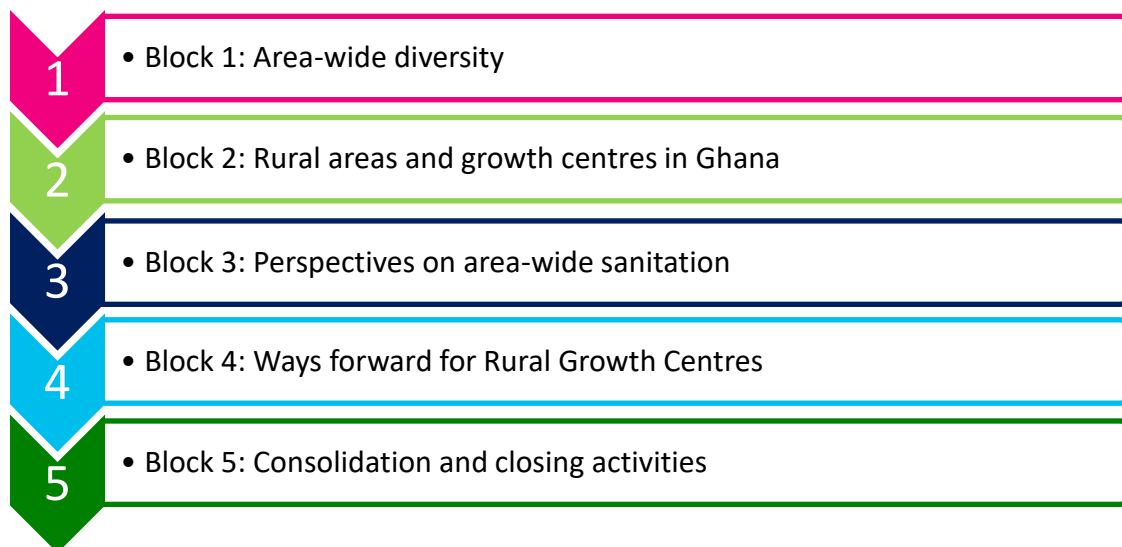 1
• Block 1: Area-wide diversity
2
• Block 2: Rural areas and growth centres in Ghana
3
• Block 3: Perspectives on area-wide sanitation
4
• Block 4: Ways forward for Rural Growth Centres
5
• Block 5: Consolidation and closing activities